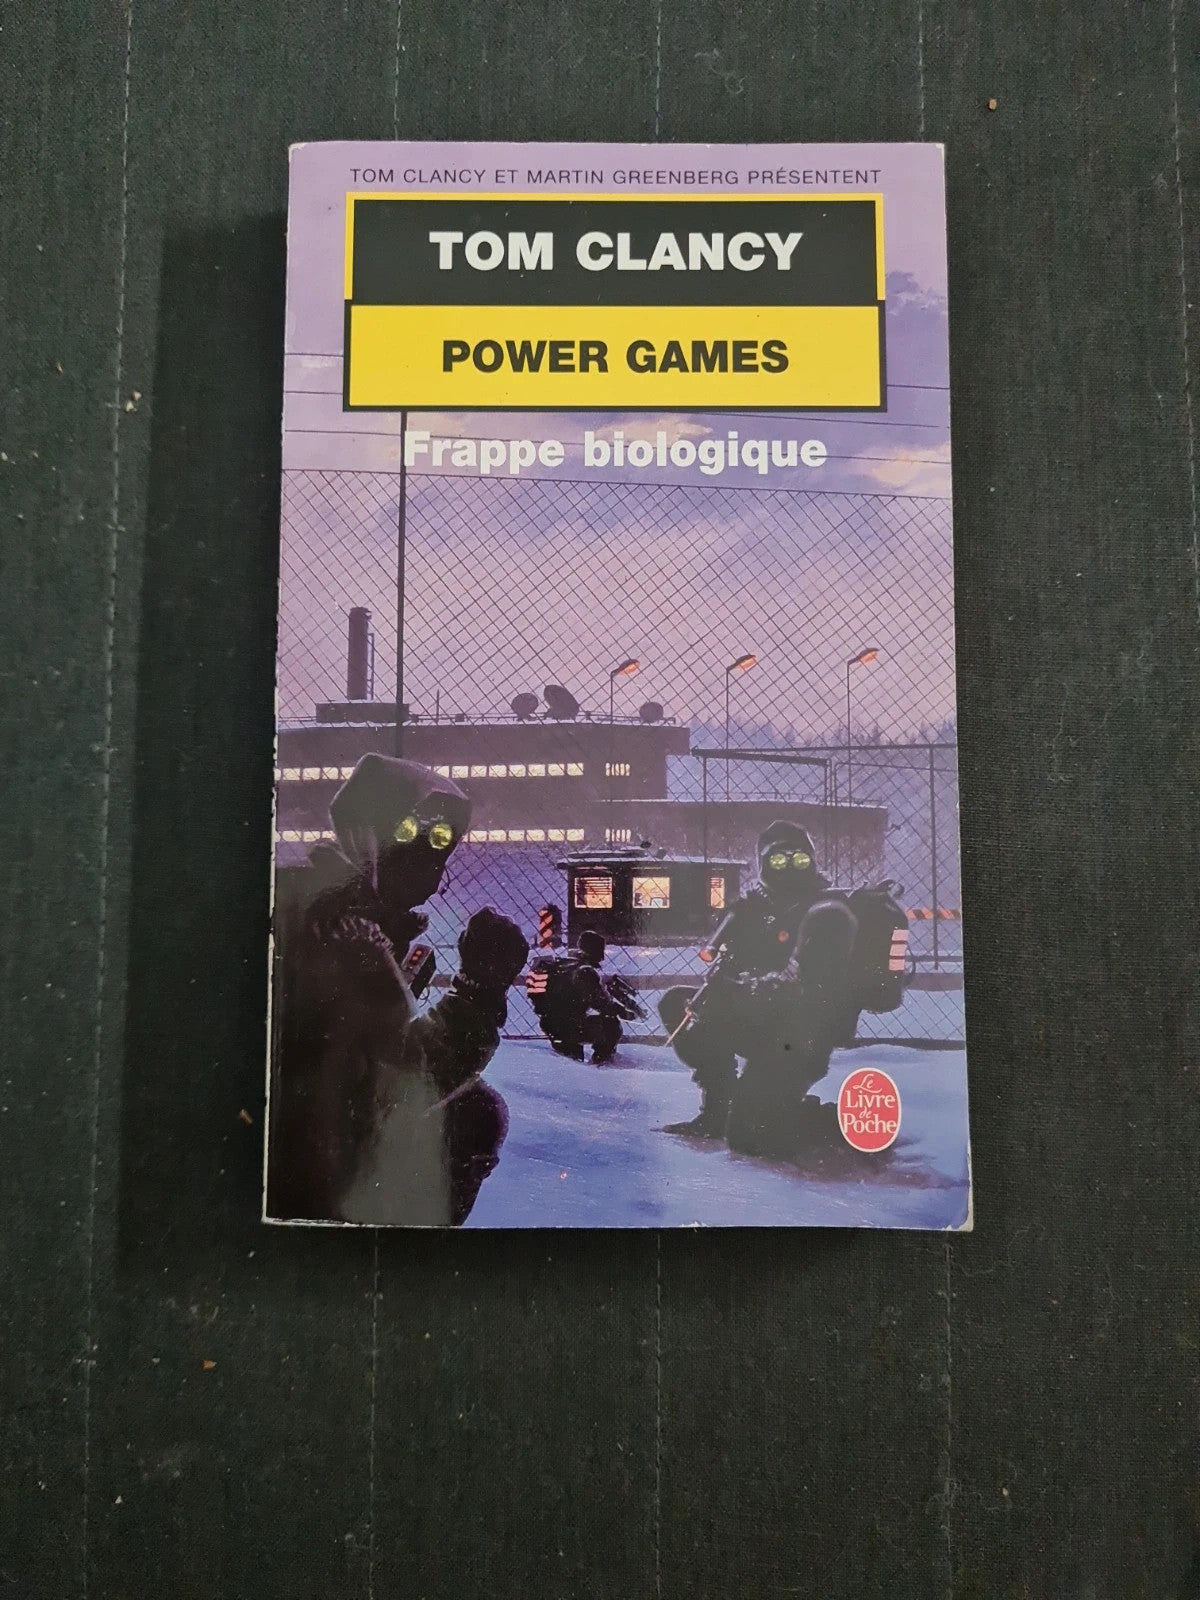 TOM CLANCY ET MARTIN GREENBERG PRÉSENTENT
TOM CLANCY
POWER GAMES
Frappe biologique
Le
Livre
de
Poche